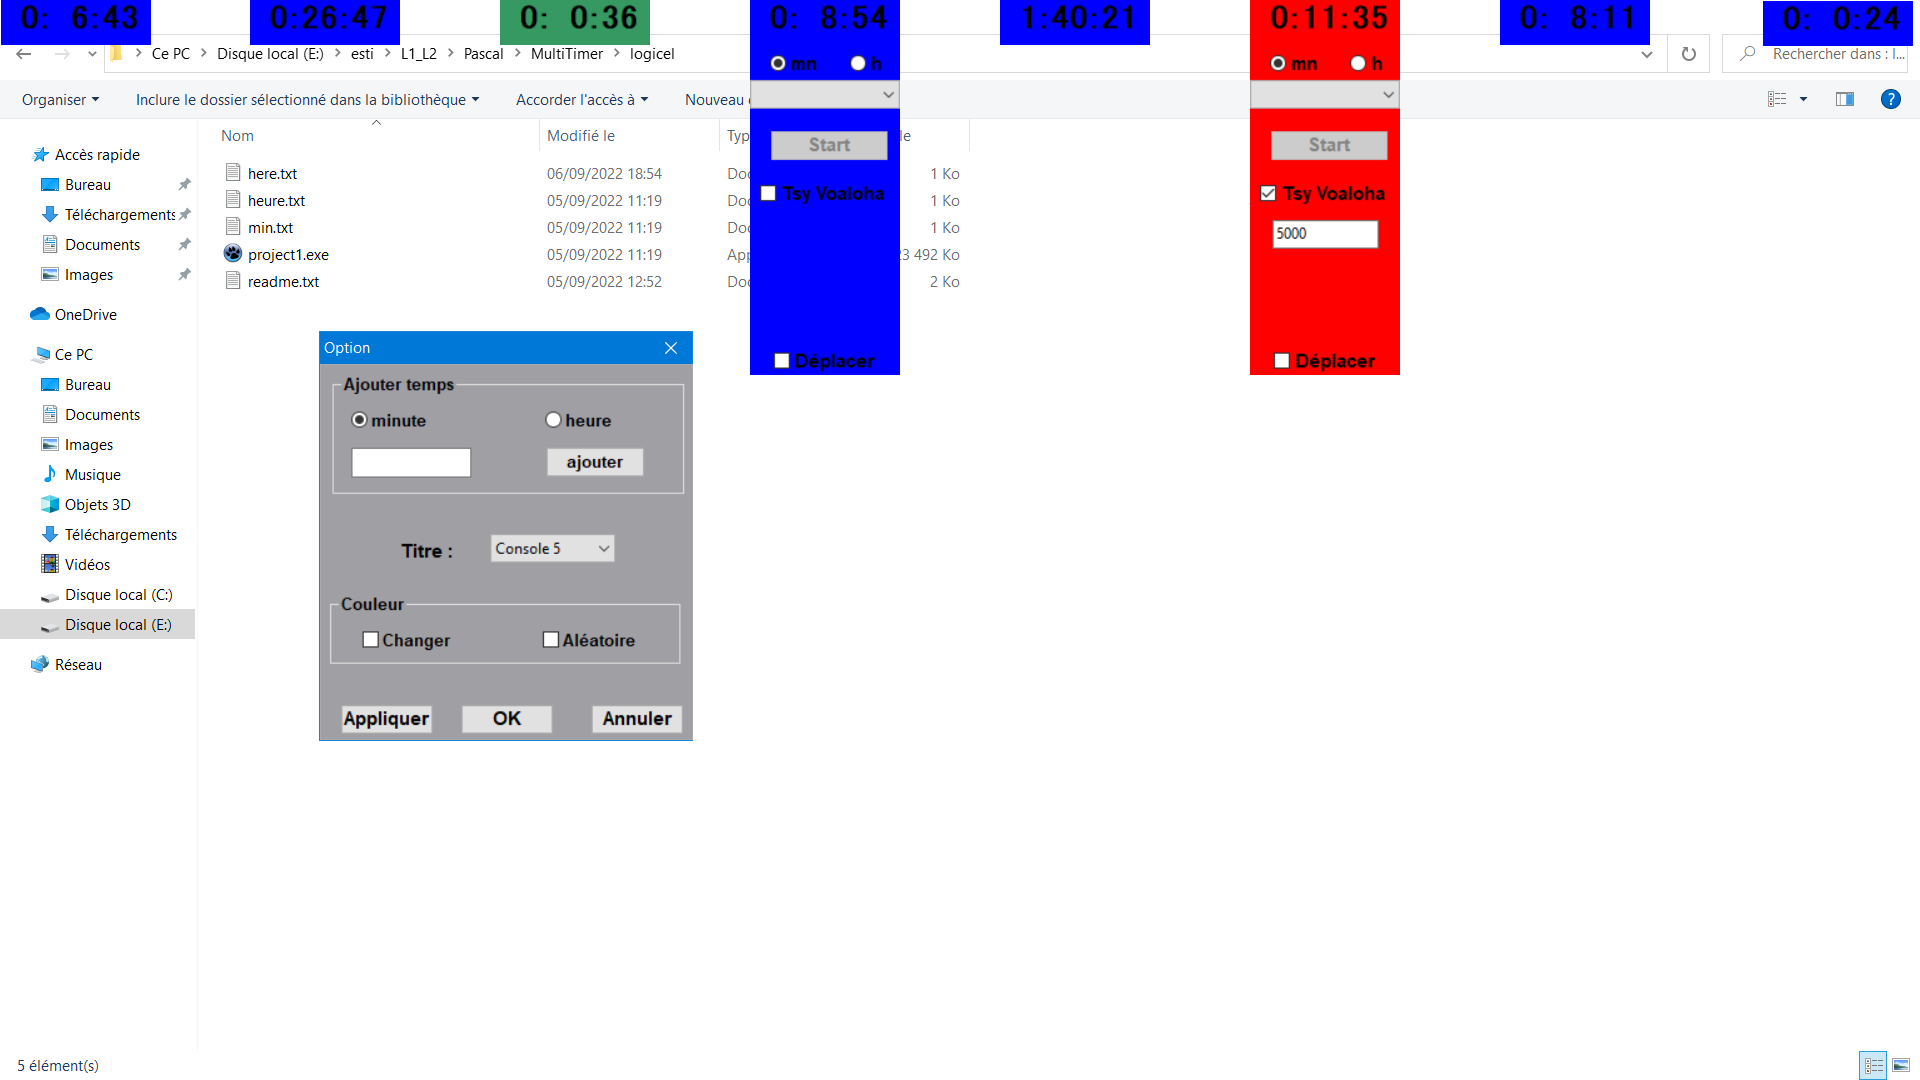 0: 6:43
0:26:47
0: 0:36
0: 8:54
1:40:21
0:11:35
0: 8:11
0: 0:24
Ce PC > Disque local (E:) > esti > L1_L2 > Pascal > MultiTimer > logicel
Rechercher dans : l...
mn h
mn h
Organiser
Inclure le dossier sélectionné dans la bibliothèque
Accorder l'accès à
Nouveau
Start
Tsy Voaloha
Déplacer
Start
Tsy Voaloha
5000
Déplacer
Nom Modifié le Typ le
here.txt 06/09/2022 18:54 Doc 1 Ko
heure.txt 05/09/2022 11:19 Doc 1 Ko
min.txt 05/09/2022 11:19 Doc 1 Ko
project1.exe 05/09/2022 11:19 App 23 492 Ko
readme.txt 05/09/2022 12:52 Doc 2 Ko
Accès rapide
Bureau
Téléchargements
Documents
Images
OneDrive
Ce PC
Bureau
Documents
Images
Musique
Objets 3D
Téléchargements
Vidéos
Disque local (C:)
Disque local (E:)
Réseau
Option
Ajouter temps
minute heure
ajouter
Titre : Console 5
Couleur
Changer Aléatoire
Appliquer OK Annuler
5 élément(s)